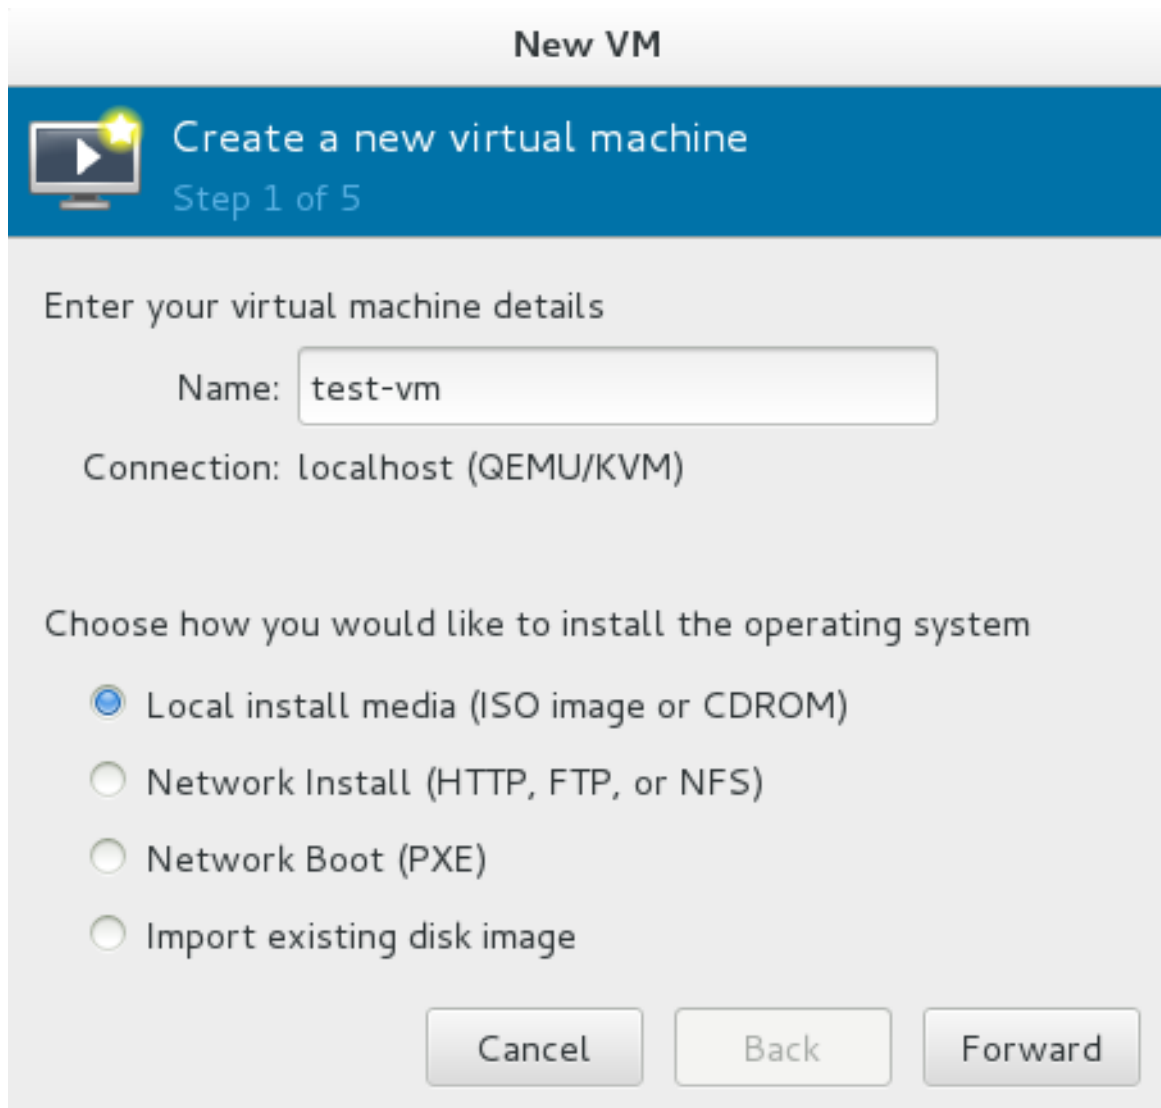 New VM
Create a new virtual machine
Step 1 of 5
Enter your virtual machine details
Name: test-vm
Connection: localhost (QEMU/KVM)
Choose how you would like to install the operating system
Local install media (ISO image or CDROM)
Network Install (HTTP, FTP, or NFS)
Network Boot (PXE)
Import existing disk image
Cancel Back Forward